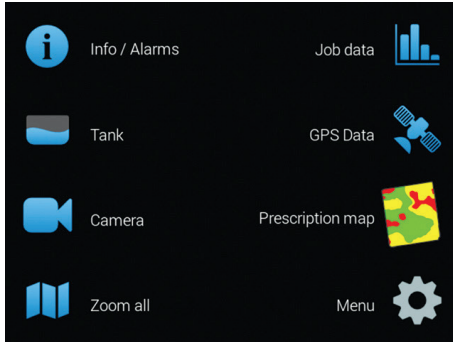 Info / Alarms
Job data
Tank
GPS Data
Camera
Prescription map
Zoom all
Menu